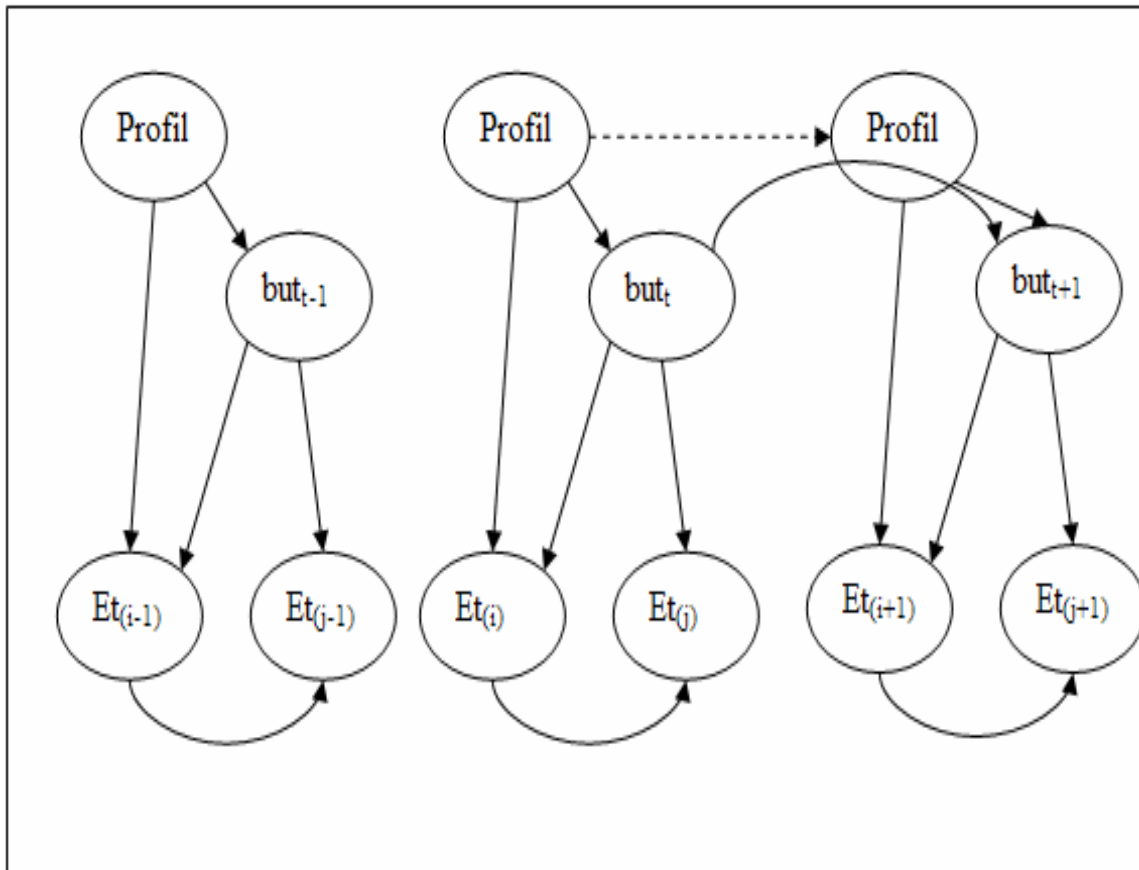 Profil Profil Profil
but_{t-1} but_t but_{t+1}
Et_{(i-1)} Et_{(j-1)} Et_{(i)} Et_{(j)} Et_{(i+1)} Et_{(j+1)}